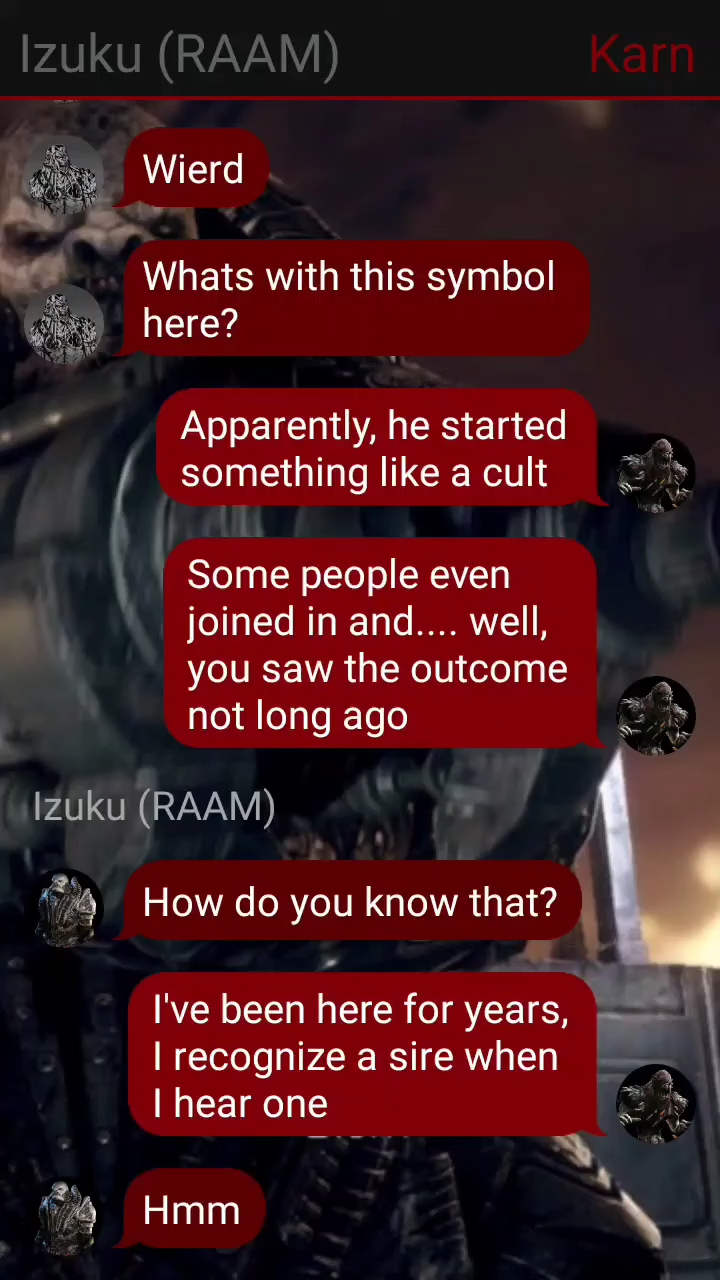 Izuku (RAAM)
Karn
Wierd
Whats with this symbol
here?
Apparently, he started
something like a cult
Some people even
joined in and.... well,
you saw the outcome
not long ago
Izuku (RAAM)
How do you know that?
I've been here for years,
I recognize a sire when
I hear one
Hmm